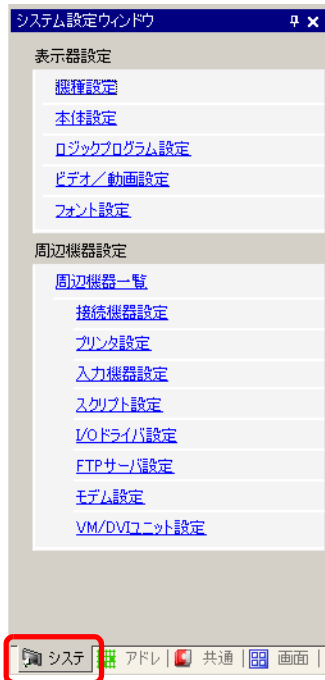 システム設定ウィンドウ
表示器設定
機種設定
本体設定
ロジックプログラム設定
ビデオ／動画設定
フォント設定
周辺機器設定
周辺機器一覧
接続機器設定
プリンタ設定
入力機器設定
スクリプト設定
I/Oドライバ設定
FTPサーバ設定
モデム設定
VM/DVIユニット設定
システ アドレ 共通 画面